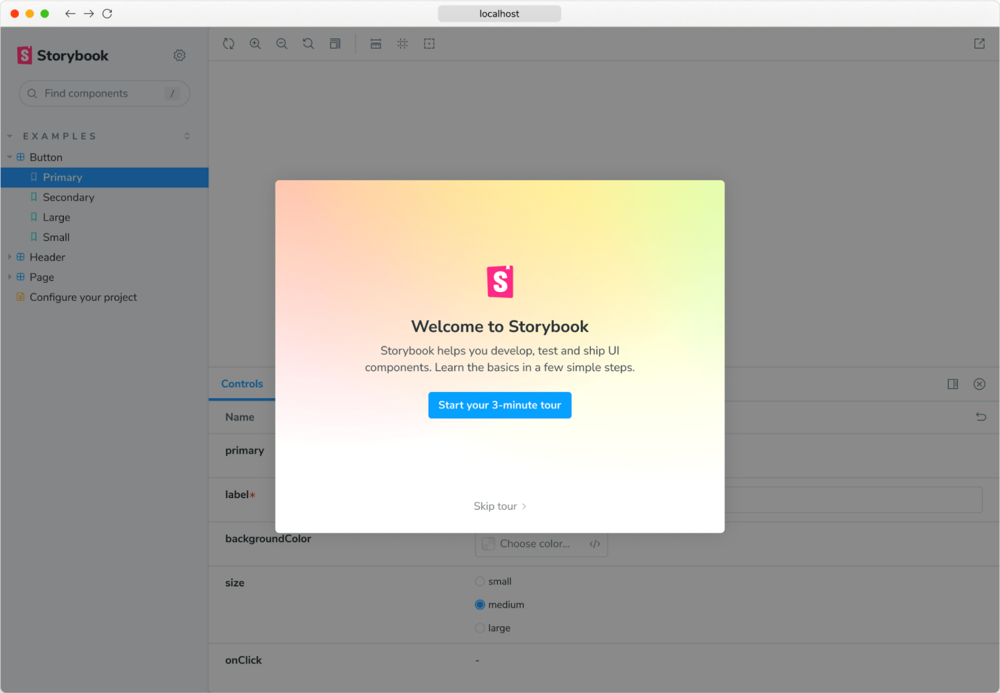 localhost
Storybook
Find components
/
EXAMPLES
Button
Primary
Secondary
Large
Small
Header
Page
Configure your project
S
Welcome to Storybook
Storybook helps you develop, test and ship UI
components. Learn the basics in a few simple steps.
Start your 3-minute tour
Skip tour
Controls
Name
primary
label*
backgroundColor
Choose color...
size
small
medium
large
onClick
-